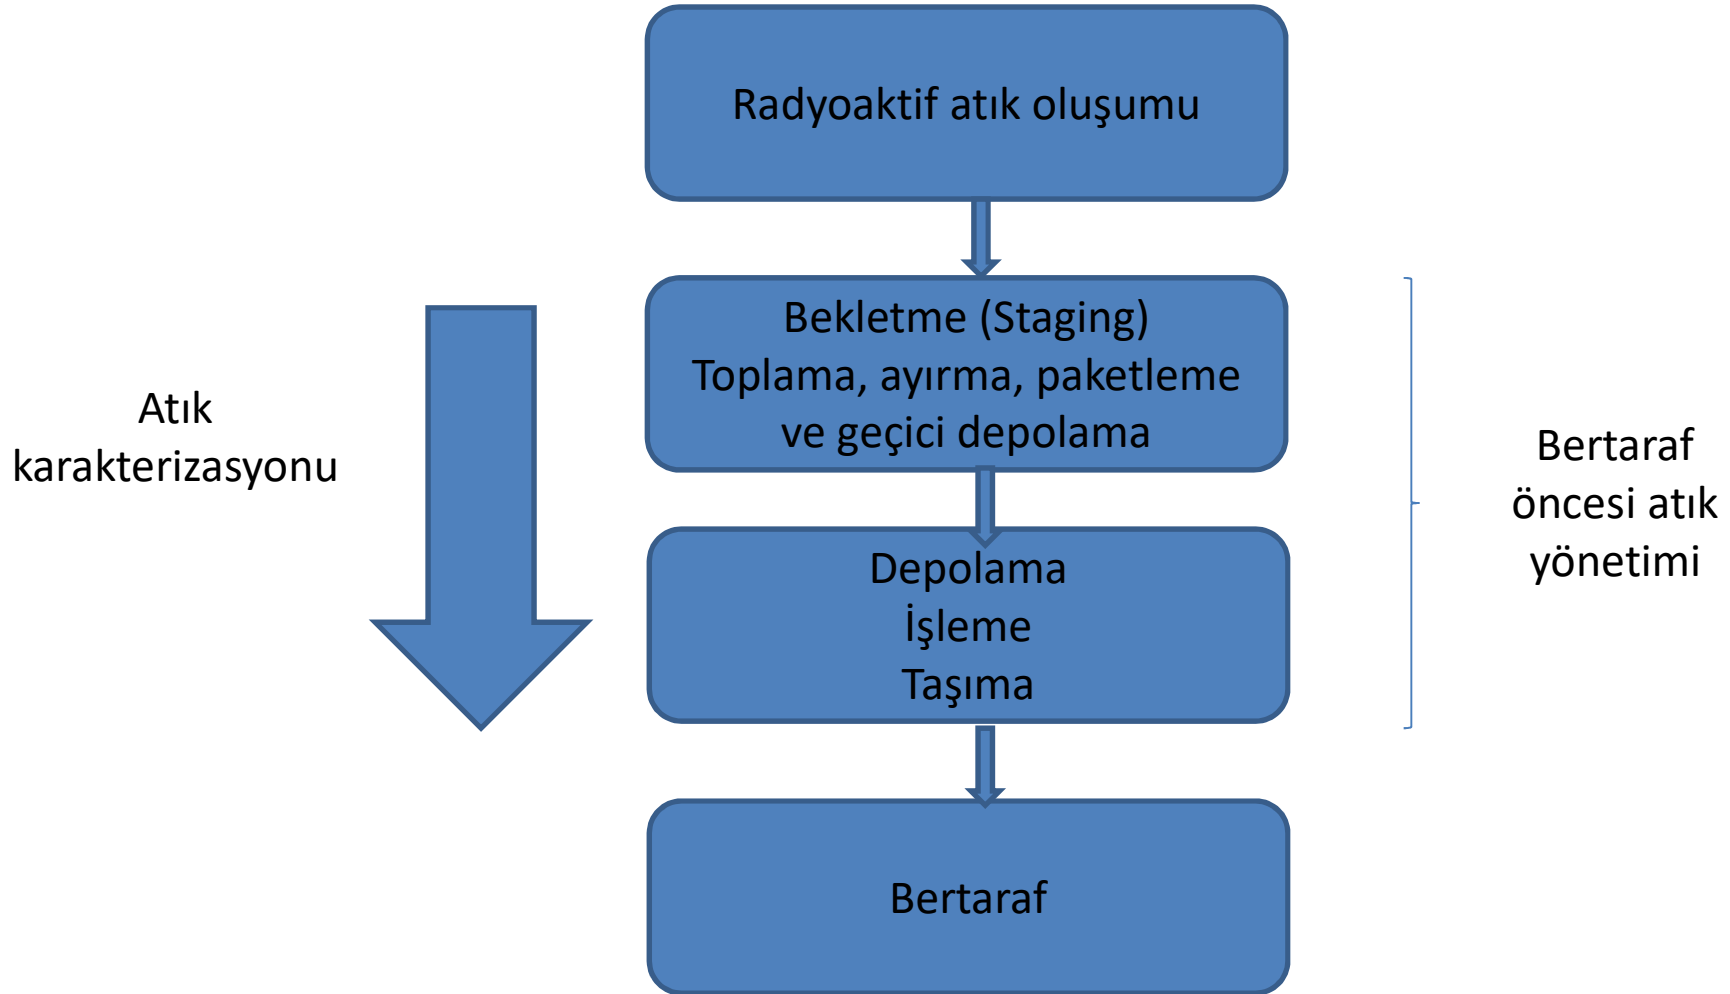 Radyoaktif atık oluşumu
Bekletme (Staging)
Toplama, ayırma, paketleme
ve geçici depolama
Atık
karakterizasyonu
Bertaraf
öncesi atık
yönetimi
Depolama
İşleme
Taşıma
Bertaraf